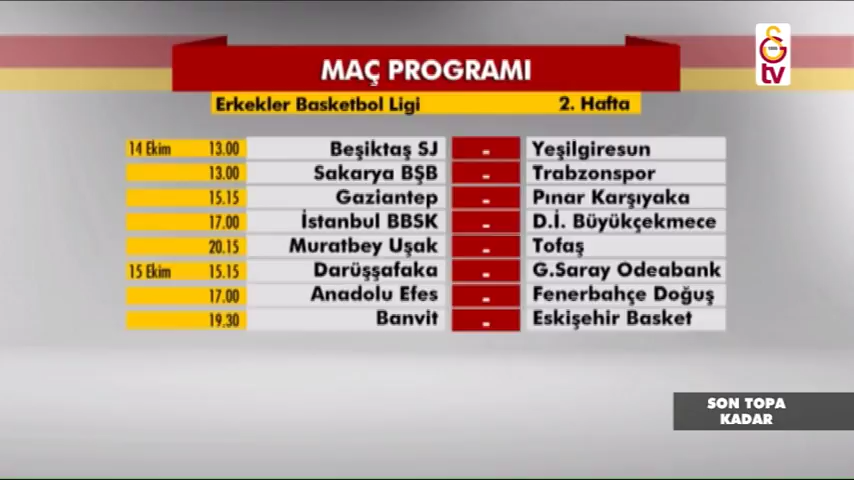 GS
1905
tv
MAÇ PROGRAMI
Erkekler Basketbol Ligi 2. Hafta
14 Ekim 13.00 Beşiktaş SJ - Yeşilgiresun
13.00 Sakarya BŞB - Trabzonspor
15.15 Gaziantep - Pınar Karşıyaka
17.00 İstanbul BBSK - D.İ. Büyükçekmece
20.15 Muratbey Uşak - Tofaş
15 Ekim 15.15 Darüşşafaka - G.Saray Odeabank
17.00 Anadolu Efes - Fenerbahçe Doğuş
19.30 Banvit - Eskişehir Basket
SON TOPA
KADAR